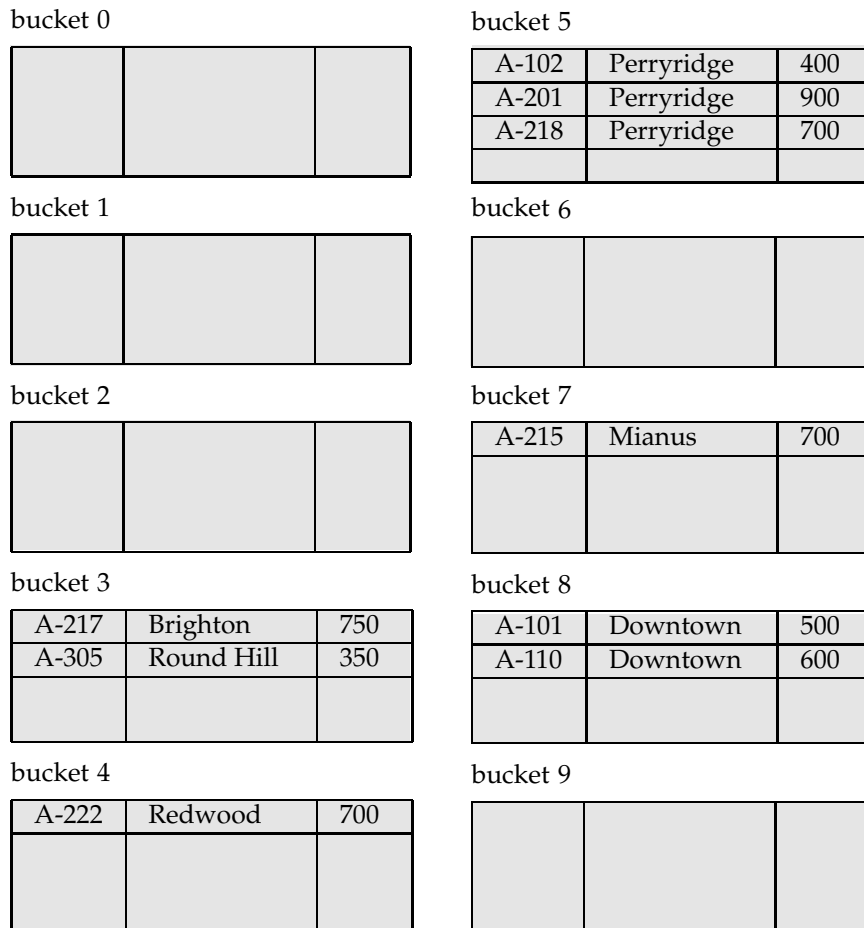 bucket 0
bucket 1
bucket 2
bucket 3
A-217 Brighton 750
A-305 Round Hill 350
bucket 4
A-222 Redwood 700
bucket 5
A-102 Perryridge 400
A-201 Perryridge 900
A-218 Perryridge 700
bucket 6
bucket 7
A-215 Mianus 700
bucket 8
A-101 Downtown 500
A-110 Downtown 600
bucket 9